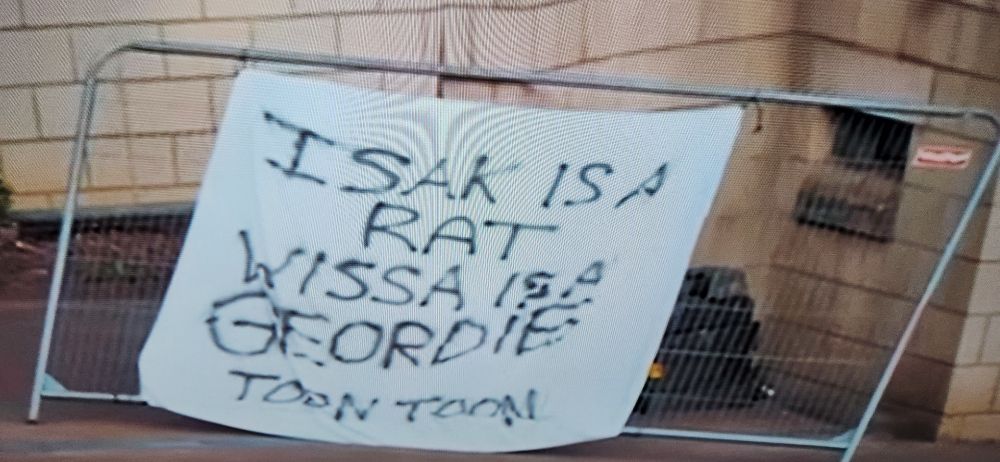 ISAK IS A
RAT
WISSA IS A
GEORDIE
TOON TOON